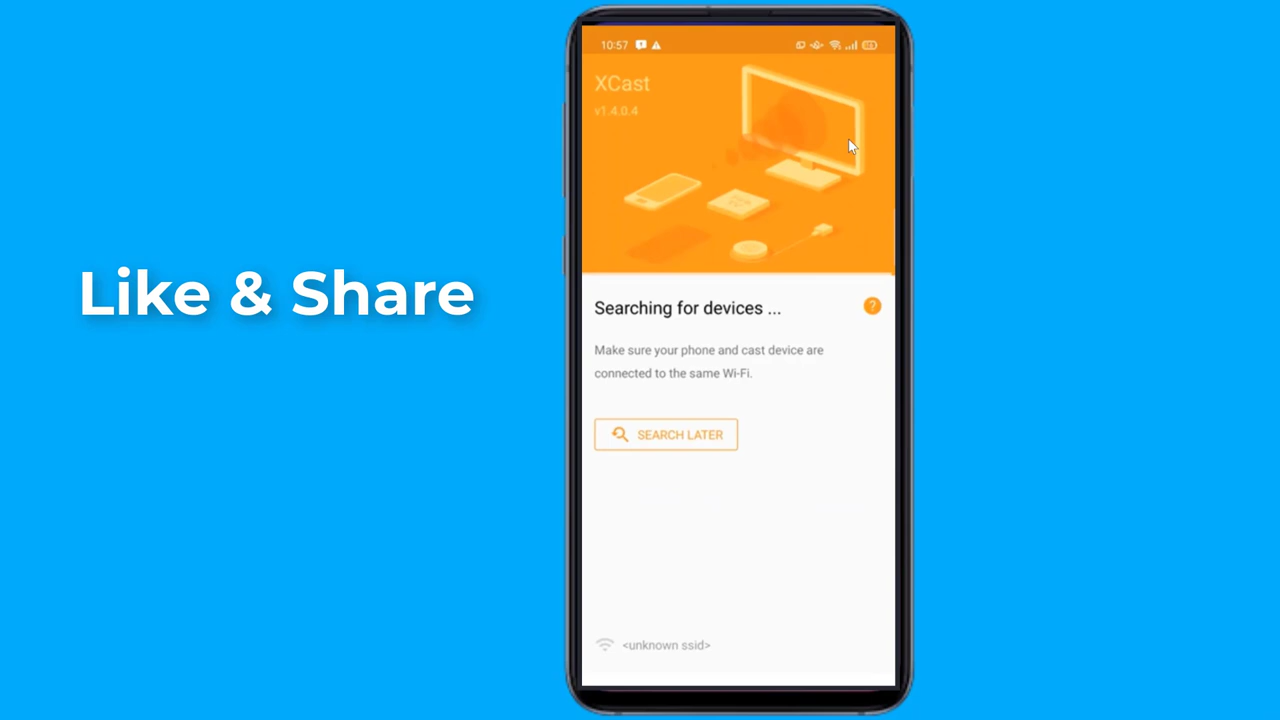 Like & Share
10:57
XCast
v1.4.0.4
Searching for devices ...
?
Make sure your phone and cast device are
connected to the same Wi-Fi.
SEARCH LATER
<unknown ssid>